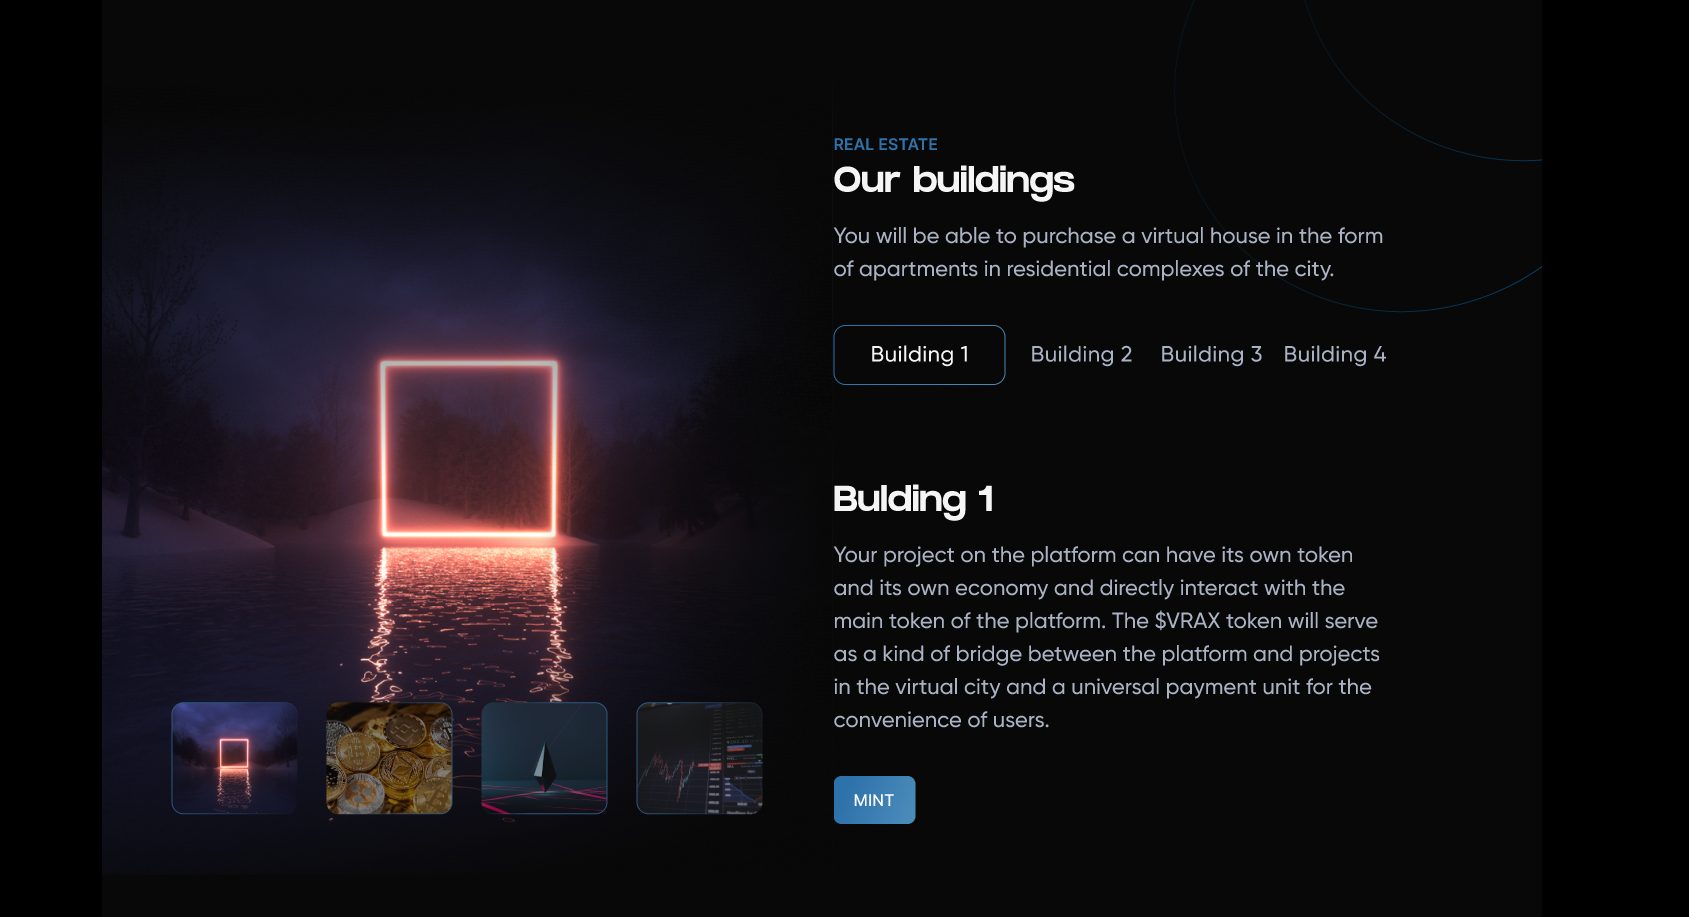 REAL ESTATE
Our buildings
You will be able to purchase a virtual house in the form
of apartments in residential complexes of the city.
Building 1 Building 2 Building 3 Building 4
Bulding 1
Your project on the platform can have its own token
and its own economy and directly interact with the
main token of the platform. The $VRAX token will serve
as a kind of bridge between the platform and projects
in the virtual city and a universal payment unit for the
convenience of users.
MINT